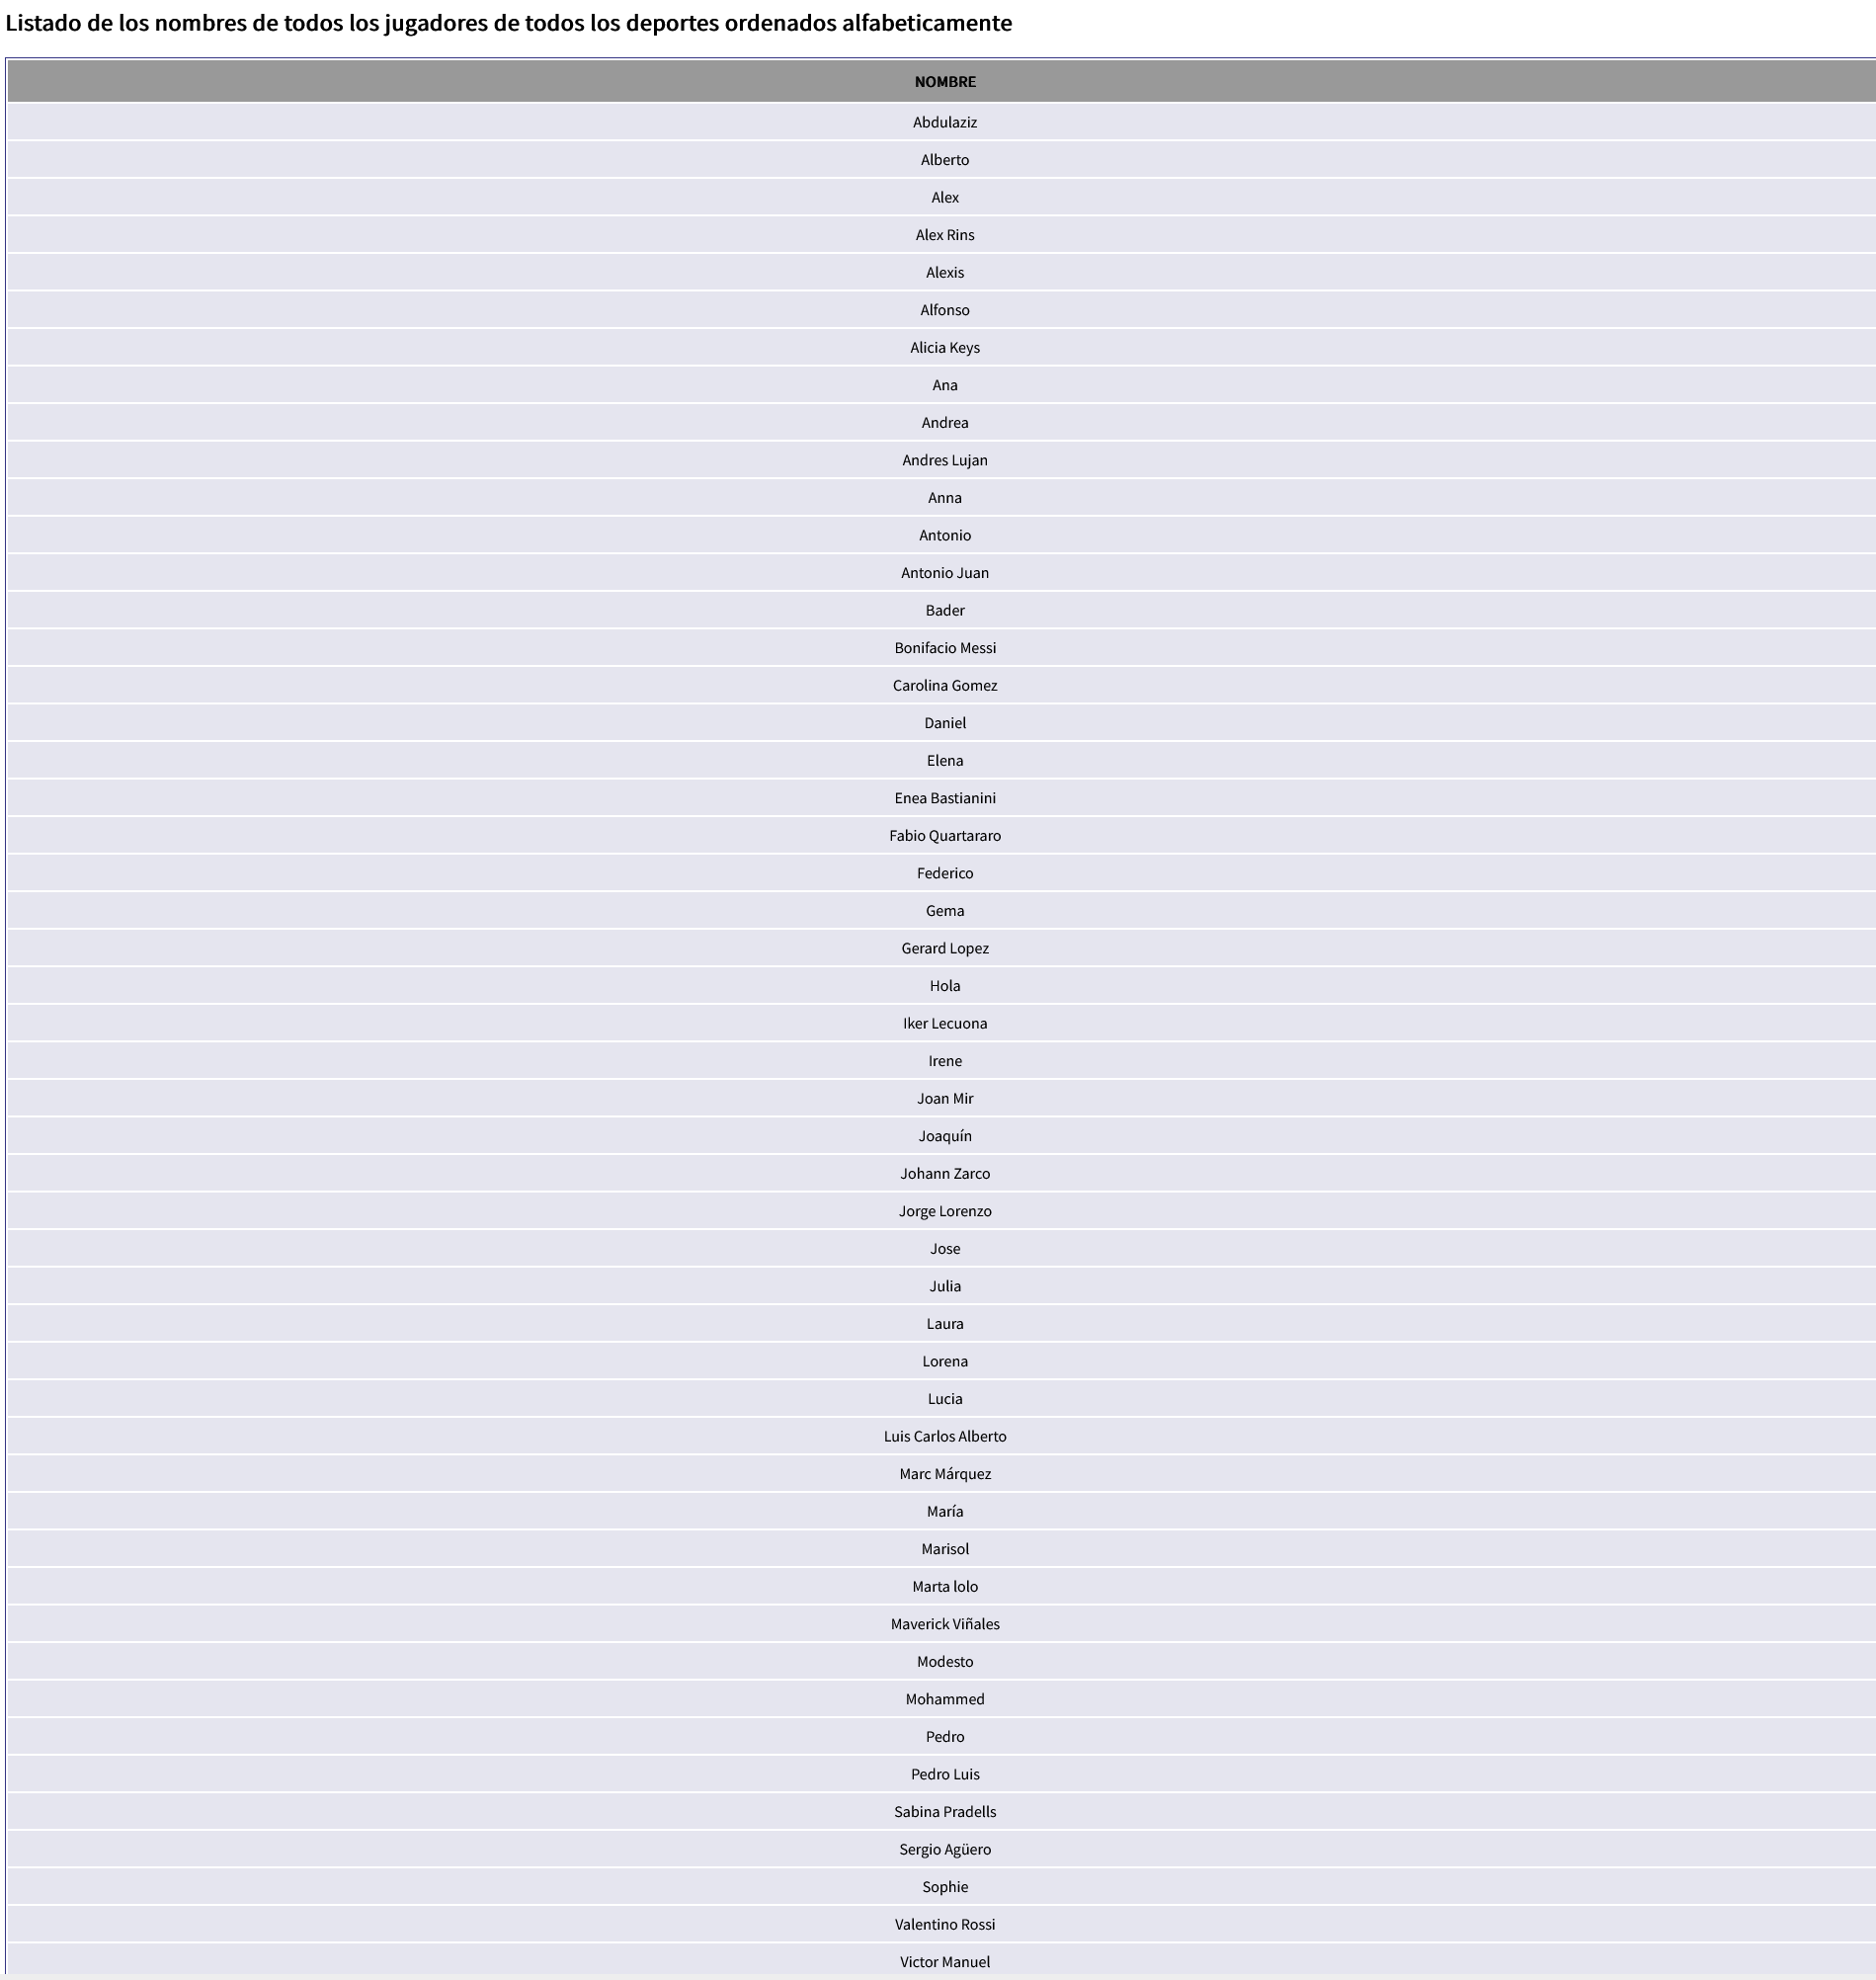 Listado de los nombres de todos los jugadores de todos los deportes ordenados alfabeticamente
NOMBRE
Abdulaziz
Alberto
Alex
Alex Rins
Alexis
Alfonso
Alicia Keys
Ana
Andrea
Andres Lujan
Anna
Antonio
Antonio Juan
Bader
Bonifacio Messi
Carolina Gomez
Daniel
Elena
Enea Bastianini
Fabio Quartararo
Federico
Gema
Gerard Lopez
Hola
Iker Lecuona
Irene
Joan Mir
Joaquín
Johann Zarco
Jorge Lorenzo
Jose
Julia
Laura
Lorena
Lucia
Luis Carlos Alberto
Marc Márquez
María
Marisol
Marta lolo
Maverick Viñales
Modesto
Mohammed
Pedro
Pedro Luis
Sabina Pradells
Sergio Agüero
Sophie
Valentino Rossi
Victor Manuel